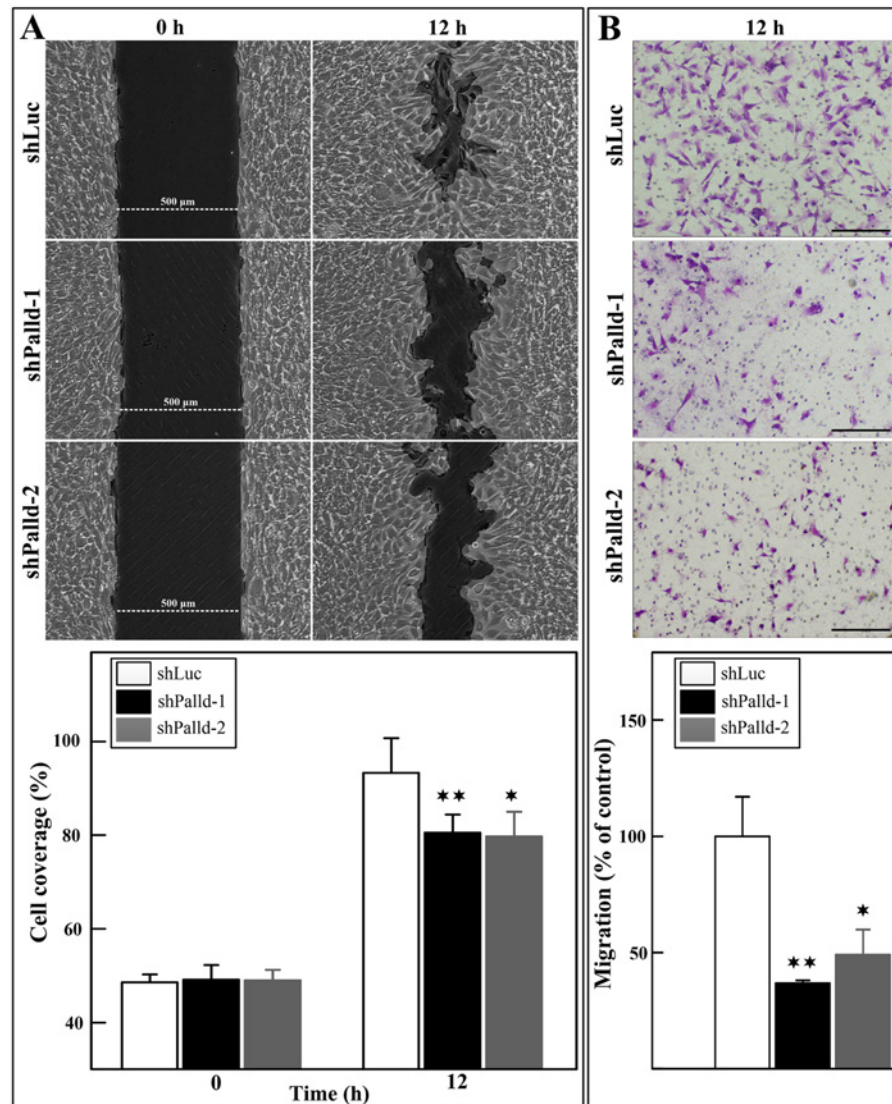 A
0 h
12 h
shLuc
500 µm
shPalld-1
500 µm
shPalld-2
500 µm
shLuc
shPalld-1
shPalld-2
Cell coverage (%)
100
80
60
40
** *
0
12
Time (h)
B
12 h
shLuc
shPalld-1
shPalld-2
shLuc
shPalld-1
shPalld-2
Migration (% of control)
150
100
50
** *